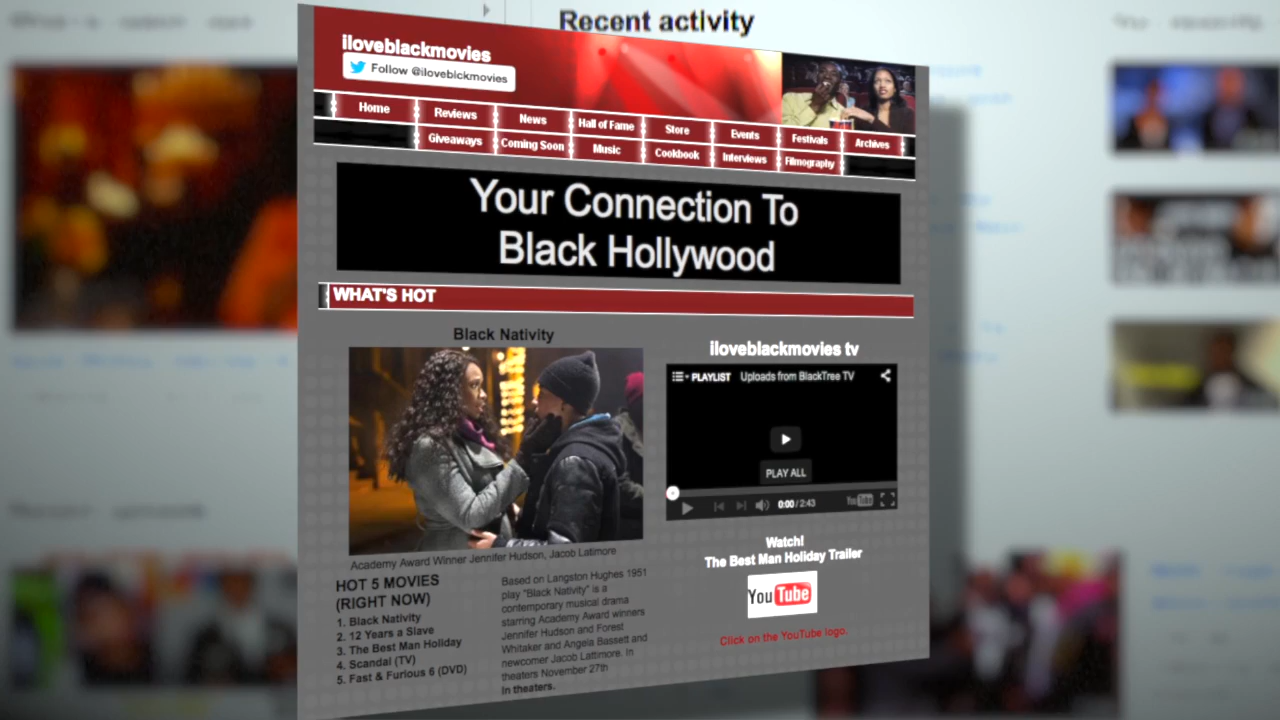 Recent activity
iloveblackmovies
Follow @ilovebickmovies
Home
Reviews
News
Hall of Fame
Store
Events
Festivals
Archives
Giveaways
Coming Soon
Music
Cookbook
Interviews
Filmography
Your Connection To
Black Hollywood
WHAT'S HOT
Black Nativity
Academy Award Winner Jennifer Hudson, Jacob Latimore
HOT 5 MOVIES
(RIGHT NOW)
1. Black Nativity
2. 12 Years a Slave
3. The Best Man Holiday
4. Scandal (TV)
5. Fast & Furious 6 (DVD)
Based on Langston Hughes 1951
play "Black Nativity" is a
contemporary musical drama
starring Academy Award winners
Jennifer Hudson and Forest
Whitaker and Angela Bassett and
newcomer Jacob Lattimore. In
theaters November 27th
In theaters.
iloveblackmovies tv
PLAYLIST Uploads from BlackTree TV
PLAY ALL
0:00 / 2:43
YouTube
Watch!
The Best Man Holiday Trailer
YouTube
Click on the YouTube logo.